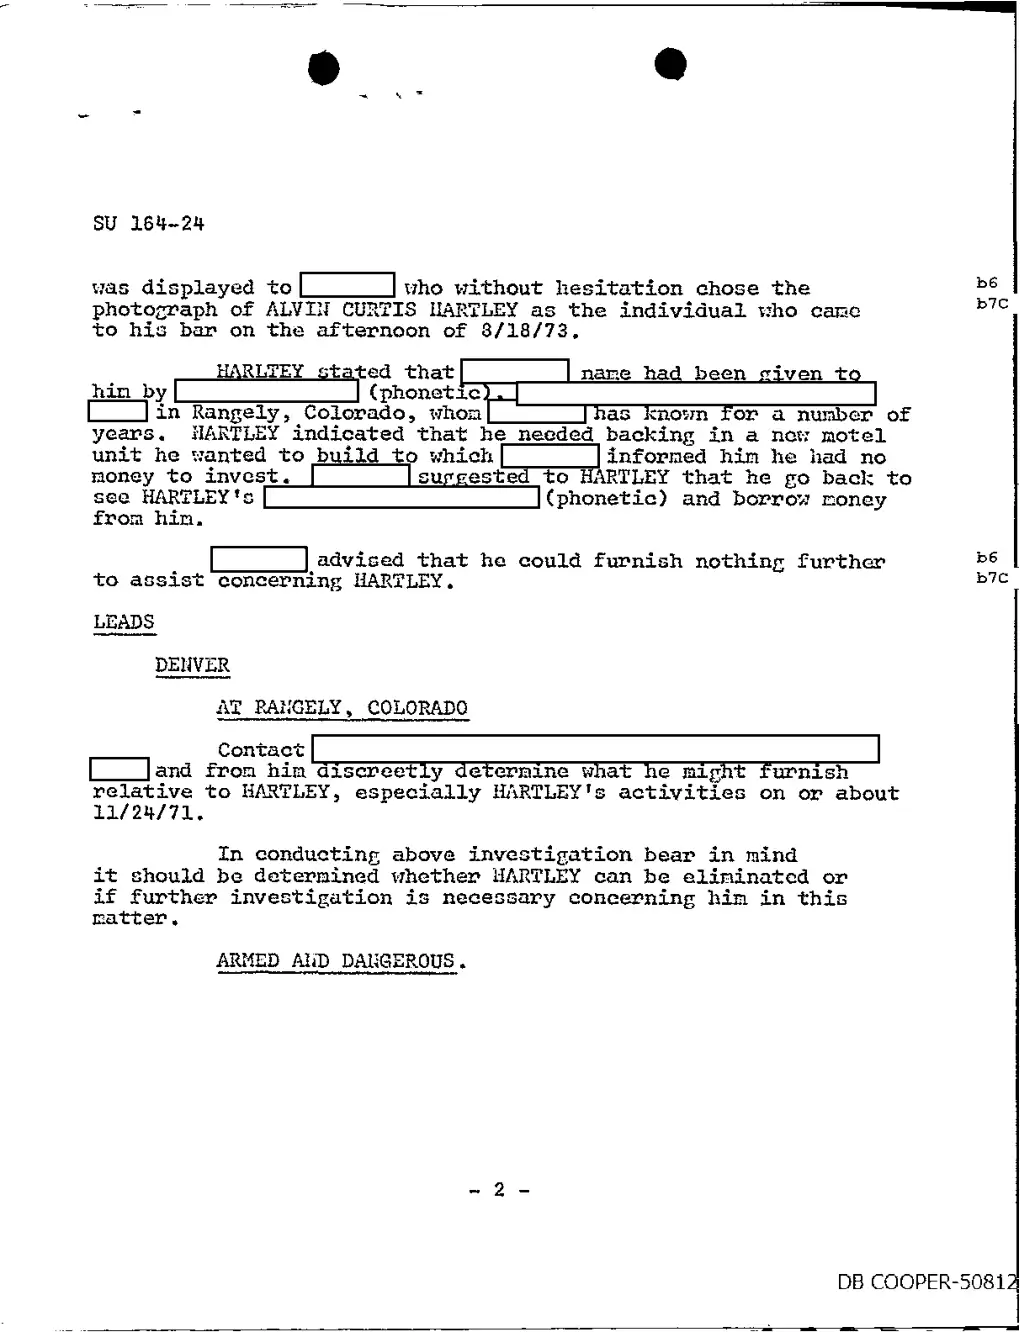 SU 164-24
was displayed to who without hesitation chose the b6
photograph of ALVIN CURTIS HARTLEY as the individual who came b7C
to his bar on the afternoon of 8/18/73.
HARLTEY stated that name had been given to
him by (phonetic).
in Rangely, Colorado, whom has known for a number of
years. HARTLEY indicated that he needed backing in a new motel
unit he wanted to build to which informed him he had no
money to invest. suggested to HARTLEY that he go back to
see HARTLEY's (phonetic) and borrow money
from him.
advised that he could furnish nothing further b6
to assist concerning HARTLEY. b7C
LEADS
DENVER
AT RANGELY, COLORADO
Contact
and from him discreetly determine what he might furnish
relative to HARTLEY, especially HARTLEY's activities on or about
11/24/71.
In conducting above investigation bear in mind
it should be determined whether HARTLEY can be eliminated or
if further investigation is necessary concerning him in this
matter.
ARMED AND DANGEROUS.
- 2 -
DB COOPER-50812